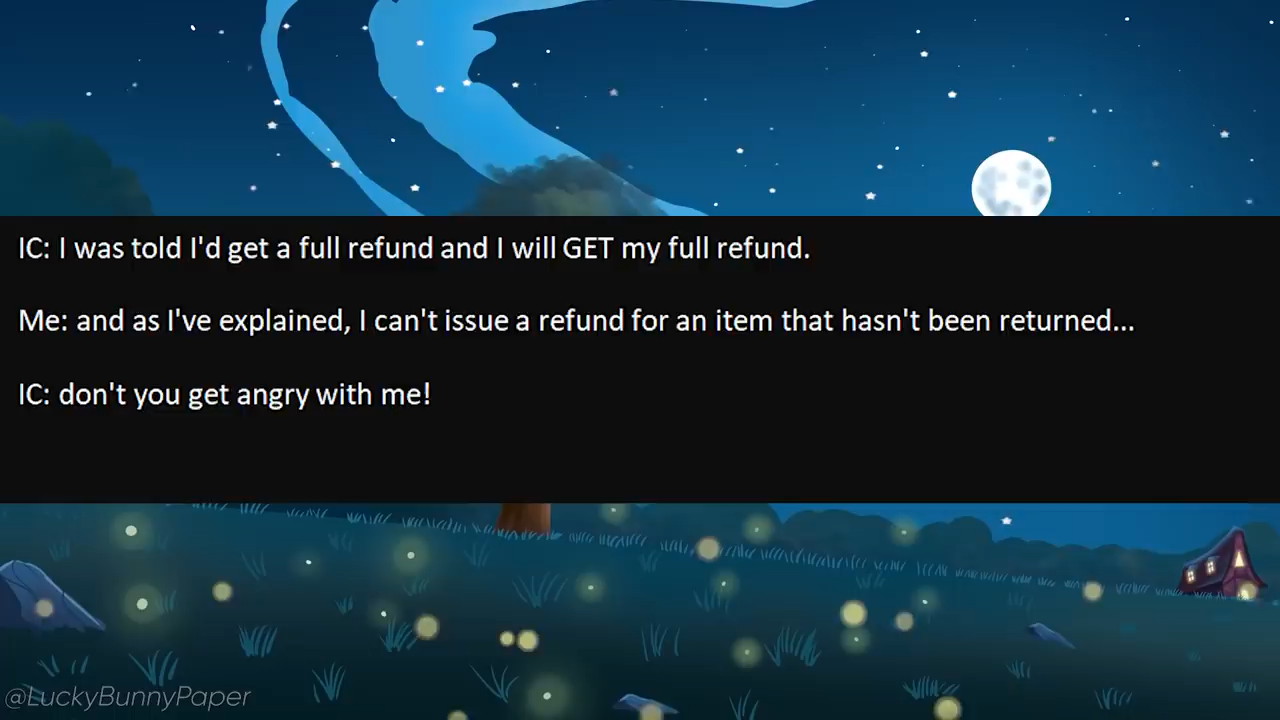 IC: I was told I'd get a full refund and I will GET my full refund.
Me: and as I've explained, I can't issue a refund for an item that hasn't been returned...
IC: don't you get angry with me!
@LuckyBunnyPaper